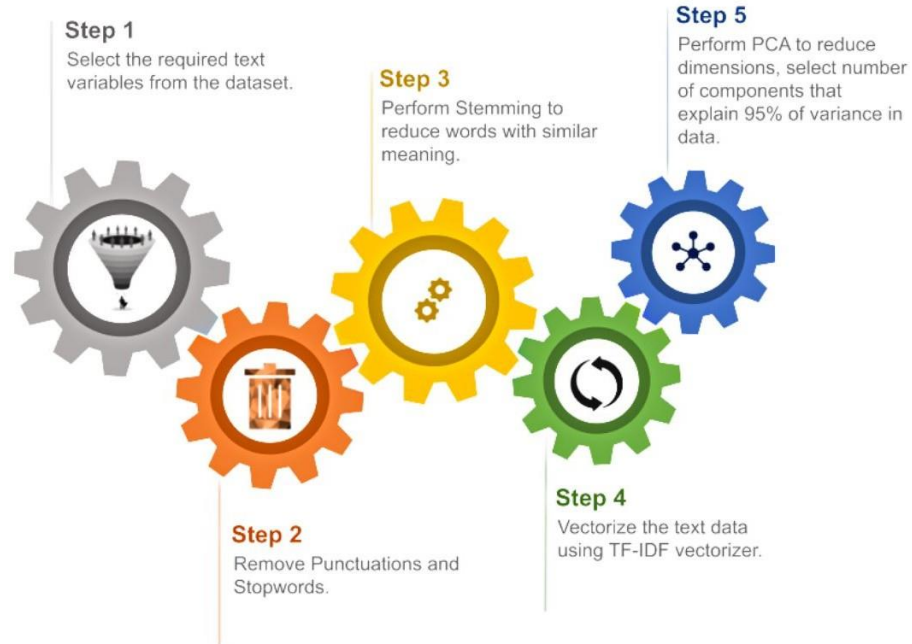 Step 1
Select the required text
variables from the dataset.
Step 2
Remove Punctuations and
Stopwords.
Step 3
Perform Stemming to
reduce words with similar
meaning.
Step 4
Vectorize the text data
using TF-IDF vectorizer.
Step 5
Perform PCA to reduce
dimensions, select number
of components that
explain 95% of variance in
data.